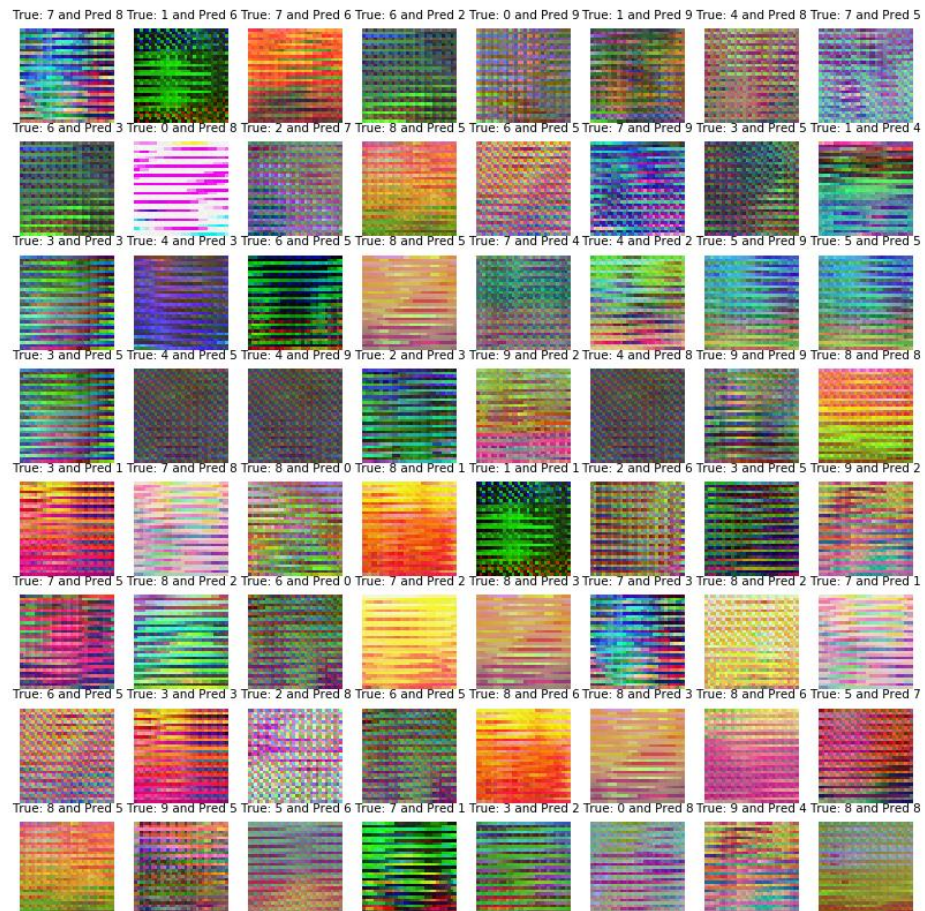 True: 7 and Pred 8 True: 1 and Pred 6 True: 7 and Pred 6 True: 6 and Pred 2 True: 0 and Pred 9 True: 1 and Pred 9 True: 4 and Pred 8 True: 7 and Pred 5
True: 6 and Pred 3 True: 0 and Pred 8 True: 2 and Pred 7 True: 8 and Pred 5 True: 6 and Pred 5 True: 7 and Pred 9 True: 3 and Pred 5 True: 1 and Pred 4
True: 3 and Pred 3 True: 4 and Pred 3 True: 6 and Pred 5 True: 8 and Pred 5 True: 7 and Pred 4 True: 4 and Pred 2 True: 5 and Pred 9 True: 5 and Pred 5
True: 3 and Pred 5 True: 4 and Pred 5 True: 4 and Pred 9 True: 2 and Pred 3 True: 9 and Pred 2 True: 4 and Pred 8 True: 9 and Pred 9 True: 8 and Pred 8
True: 3 and Pred 1 True: 7 and Pred 8 True: 8 and Pred 0 True: 8 and Pred 1 True: 1 and Pred 1 True: 2 and Pred 6 True: 3 and Pred 5 True: 9 and Pred 2
True: 7 and Pred 5 True: 8 and Pred 2 True: 6 and Pred 0 True: 7 and Pred 2 True: 8 and Pred 3 True: 7 and Pred 3 True: 8 and Pred 2 True: 7 and Pred 1
True: 6 and Pred 5 True: 3 and Pred 3 True: 2 and Pred 8 True: 6 and Pred 5 True: 8 and Pred 6 True: 8 and Pred 3 True: 8 and Pred 6 True: 5 and Pred 7
True: 8 and Pred 5 True: 9 and Pred 5 True: 5 and Pred 6 True: 7 and Pred 1 True: 3 and Pred 2 True: 0 and Pred 8 True: 9 and Pred 4 True: 8 and Pred 8